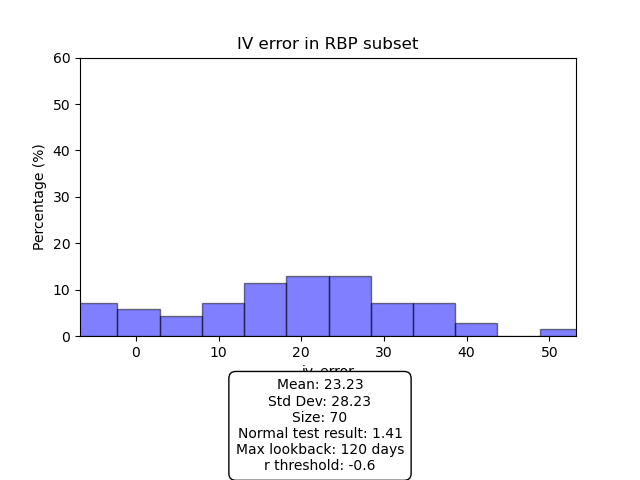 IV error in RBP subset
60
50
40
30
20
10
0
Percentage (%)
0 10 20 30 40 50
iv_error
Mean: 23.23
Std Dev: 28.23
Size: 70
Normal test result: 1.41
Max lookback: 120 days
r threshold: -0.6